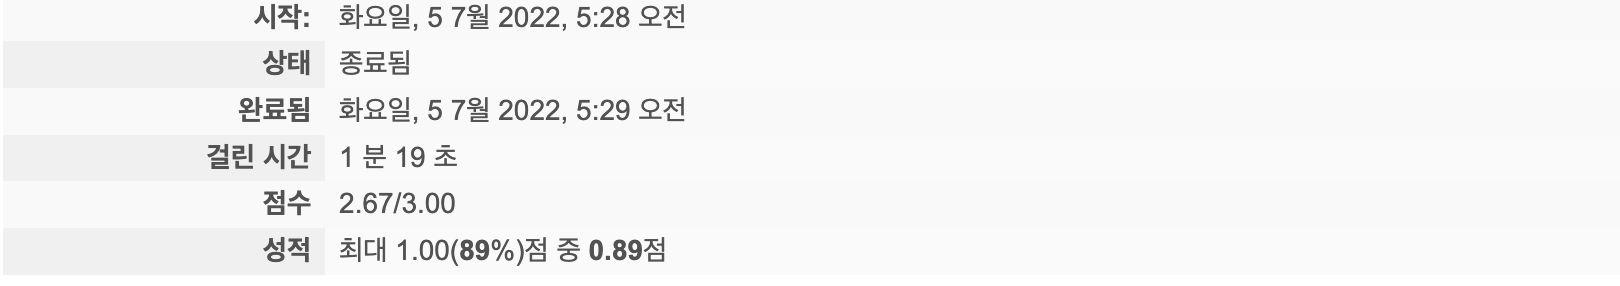 시작: 화요일, 5 7월 2022, 5:28 오전
상태 종료됨
완료됨 화요일, 5 7월 2022, 5:29 오전
걸린 시간 1 분 19 초
점수 2.67/3.00
성적 최대 1.00(89%)점 중 0.89점